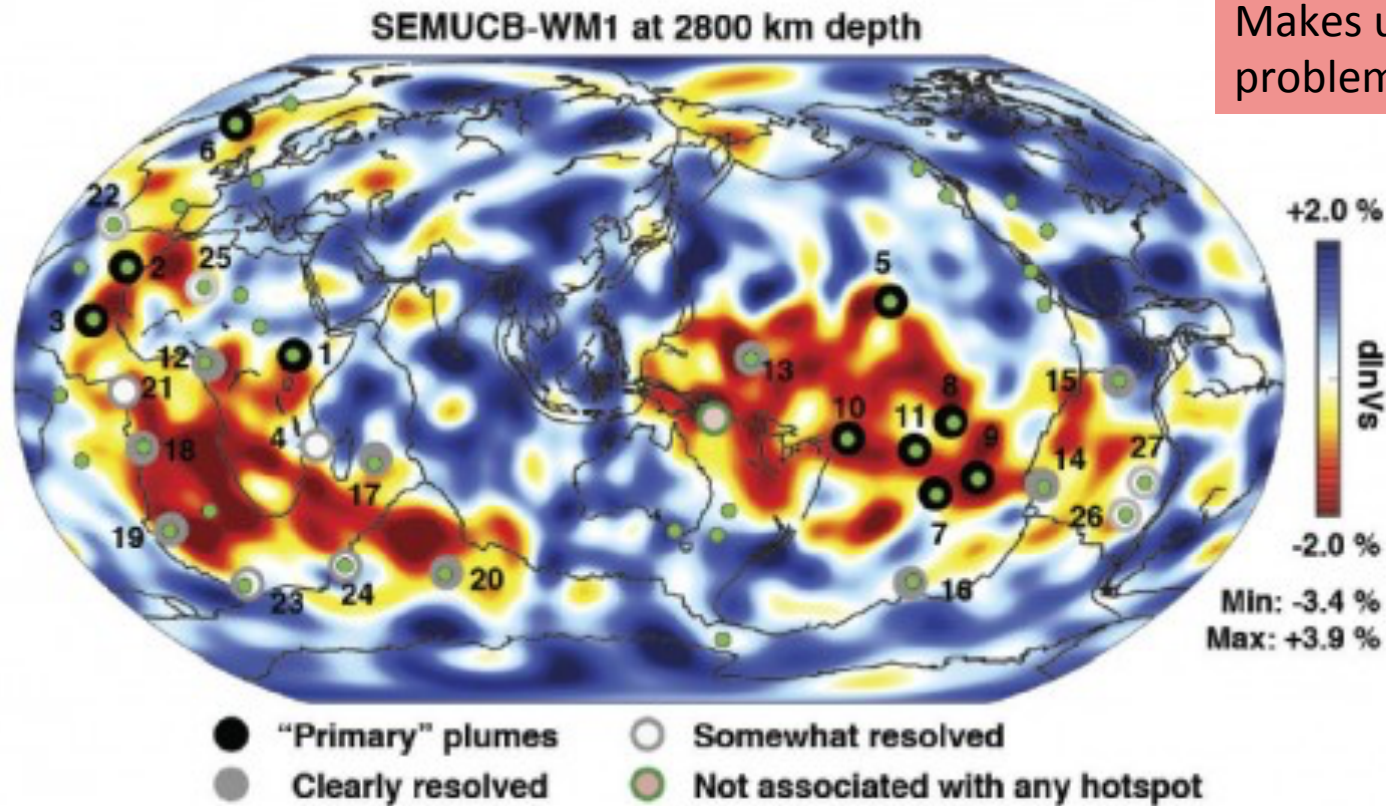 SEMUCB-WM1 at 2800 km depth
Makes
problem
6
22
2
25
5
3
12
1
13
21
15
8
10
11
4
18
9
14
27
17
26
7
19
20
16
24
23
+2.0 %
dlnVs
-2.0 %
Min: -3.4 %
Max: +3.9 %
“Primary” plumes
Somewhat resolved
Clearly resolved
Not associated with any hotspot